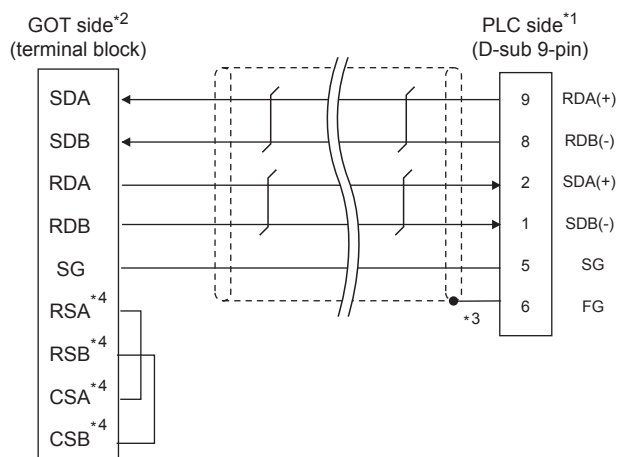 GOT side*2
(terminal block)
PLC side*1
(D-sub 9-pin)
SDA 9 RDA(+)
SDB 8 RDB(-)
RDA 2 SDA(+)
RDB 1 SDB(-)
SG 5 SG
RSA*4 *3 6 FG
RSB*4
CSA*4
CSB*4